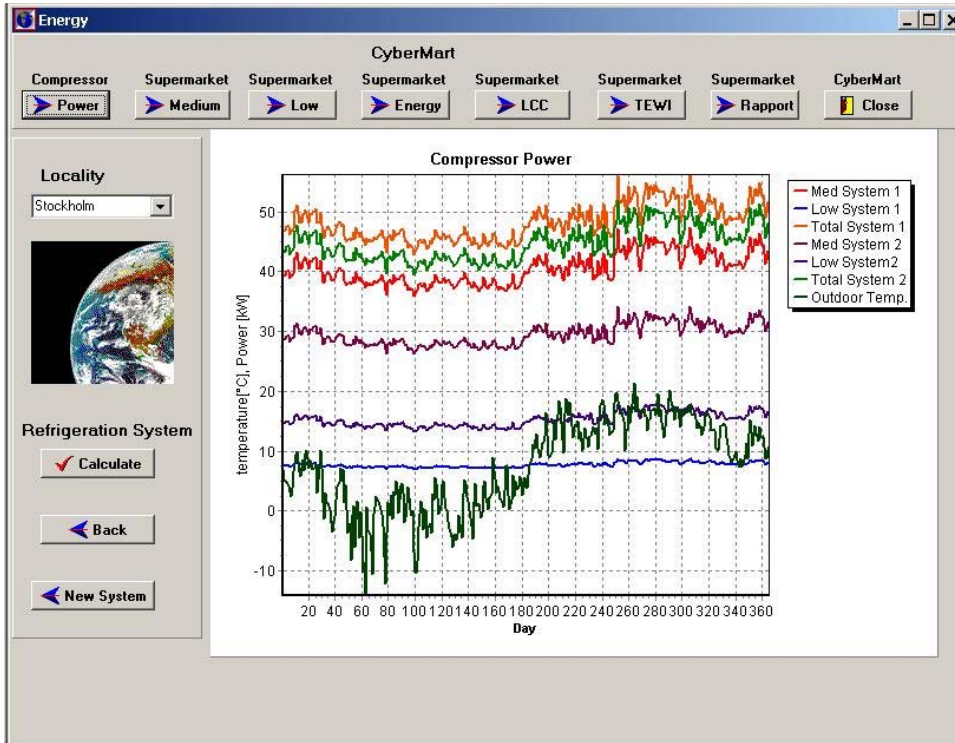 Energy
CyberMart
Compressor Supermarket Supermarket Supermarket Supermarket Supermarket Supermarket CyberMart
Power Medium Low Energy LCC TEWI Rapport Close
Locality
Stockholm
Refrigeration System
Calculate
Back
New System
Compressor Power
temperature[°C], Power [kW]
50
40
30
20
10
0
-10
20 40 60 80 100 120 140 160 180 200 220 240 260 280 300 320 340 360
Day
Med System 1
Low System 1
Total System 1
Med System 2
Low System2
Total System 2
Outdoor Temp.